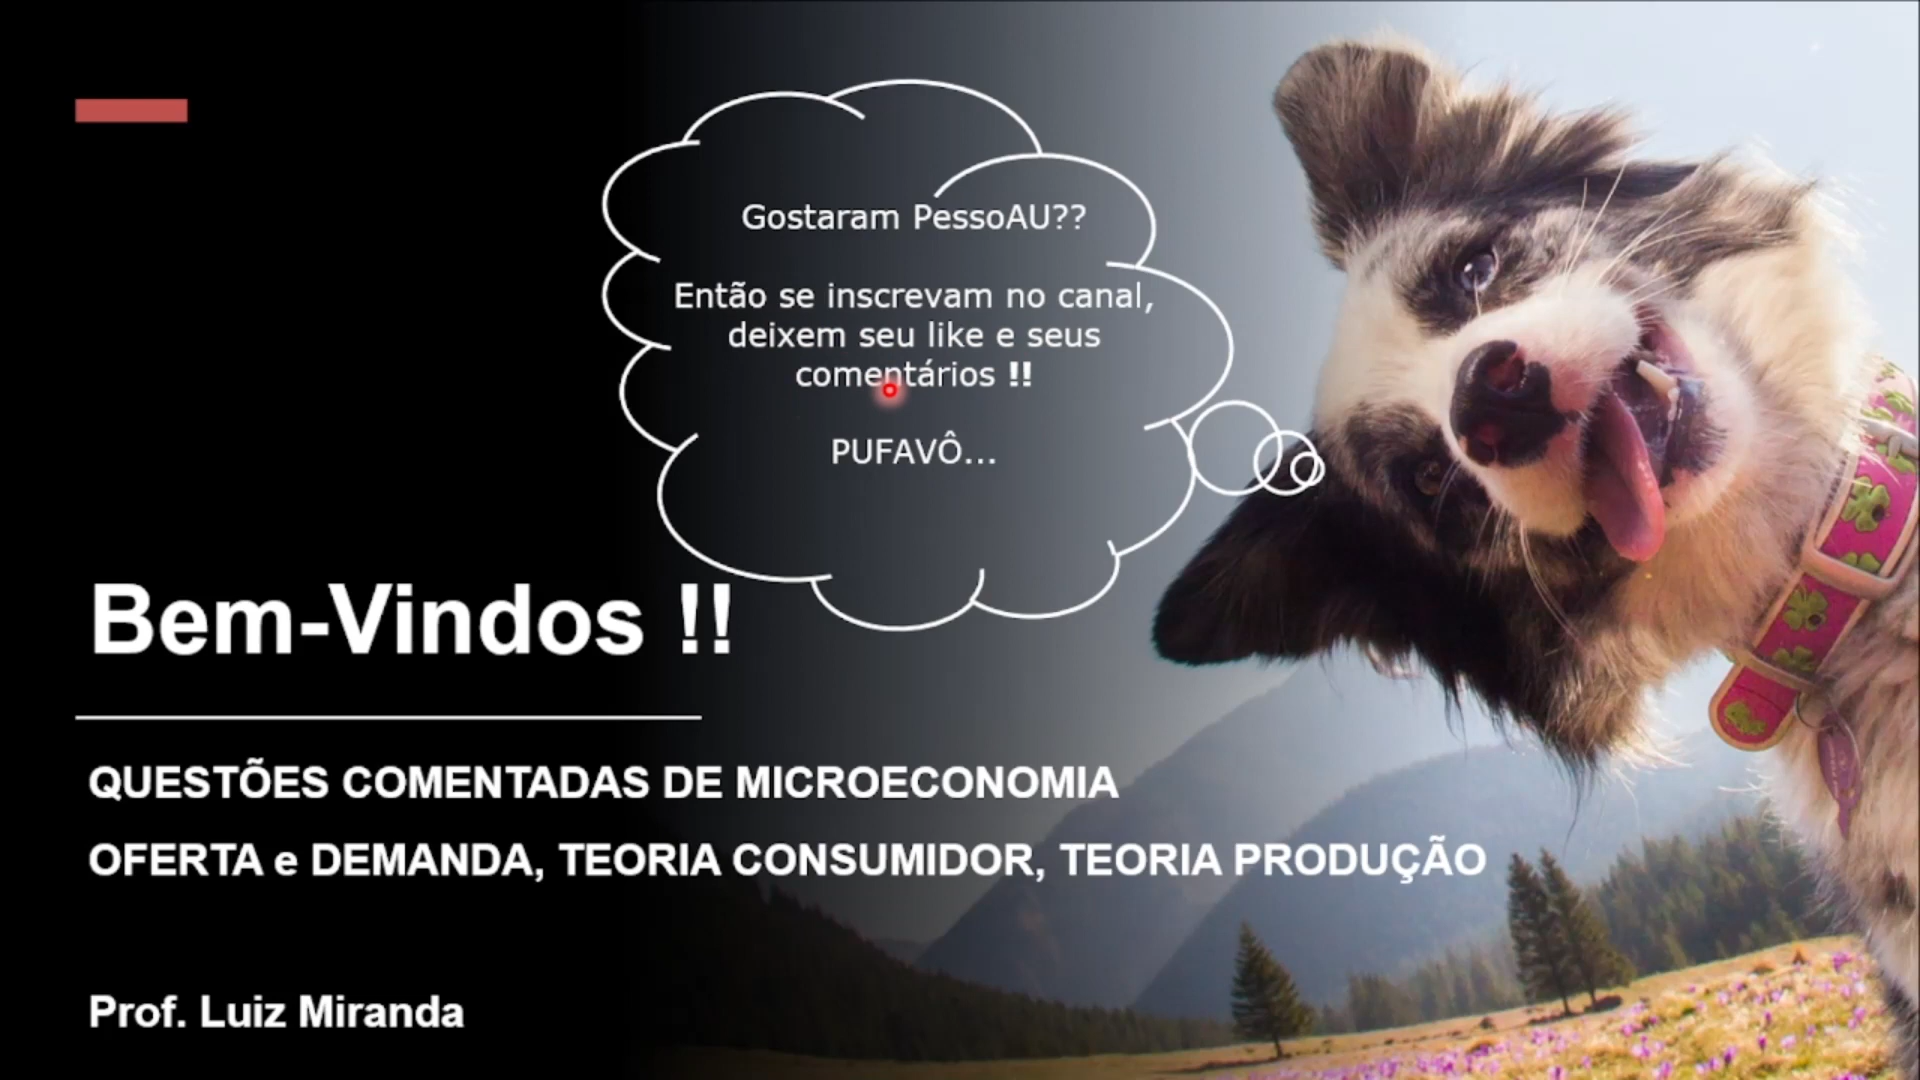 Gostaram PessoAU??
Então se inscrevam no canal,
deixem seu like e seus
comentários !!
PUFAVÔ...
Bem-Vindos !!
QUESTÕES COMENTADAS DE MICROECONOMIA
OFERTA e DEMANDA, TEORIA CONSUMIDOR, TEORIA PRODUÇÃO
Prof. Luiz Miranda